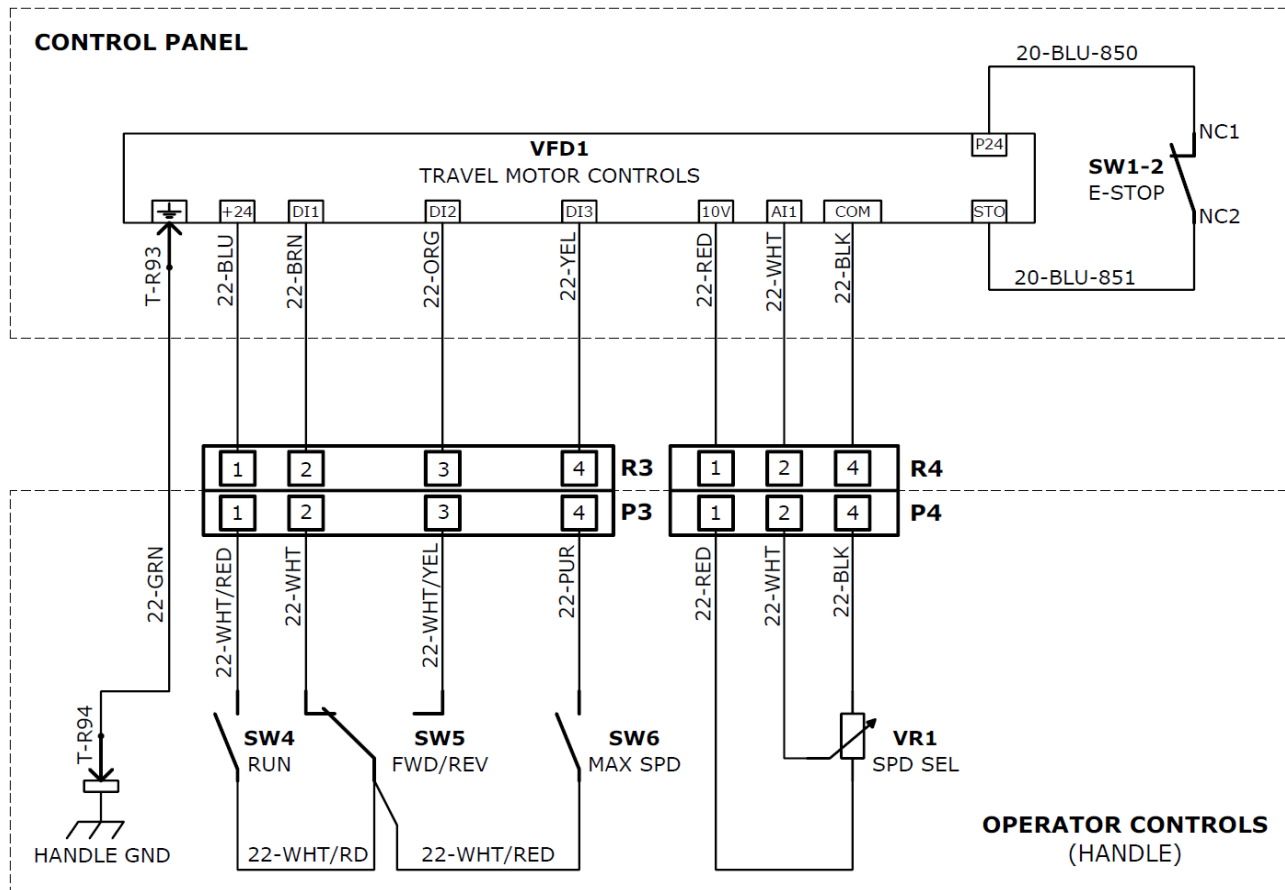 CONTROL PANEL
20-BLU-850
NC1
SW1-2
E-STOP
NC2
20-BLU-851
P24
VFD1
TRAVEL MOTOR CONTROLS
+24
DI1
DI2
DI3
10V
AI1
COM
STO
T-R93
22-BLU
22-BRN
22-ORG
22-YEL
22-RED
22-WHT
22-BLK
1
2
3
4
R3
1
2
4
R4
1
2
3
4
P3
1
2
4
P4
22-GRN
22-WHT/RED
22-WHT
22-WHT/YEL
22-PUR
22-RED
22-WHT
22-BLK
T-R94
SW4
RUN
SW5
FWD/REV
SW6
MAX SPD
VR1
SPD SEL
HANDLE GND
22-WHT/RD
22-WHT/RED
OPERATOR CONTROLS
(HANDLE)